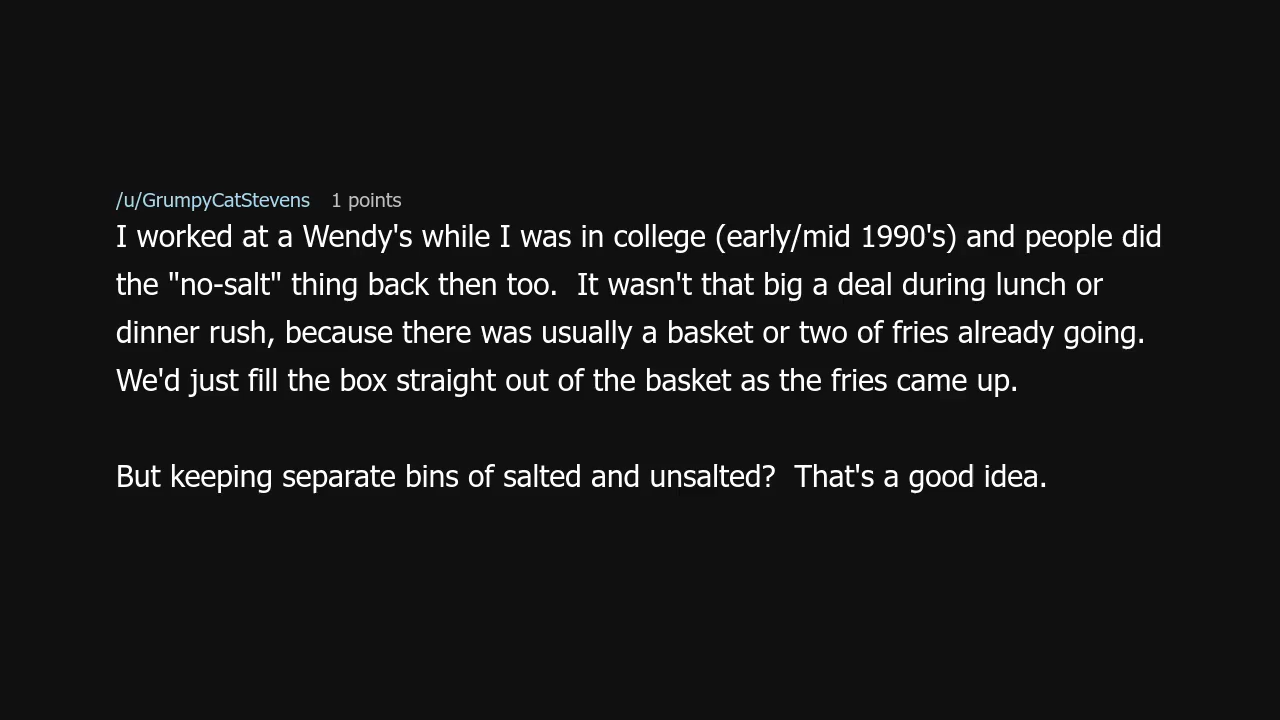 /u/GrumpyCatStevens 1 points
I worked at a Wendy's while I was in college (early/mid 1990's) and people did
the "no-salt" thing back then too.  It wasn't that big a deal during lunch or
dinner rush, because there was usually a basket or two of fries already going.
We'd just fill the box straight out of the basket as the fries came up.
But keeping separate bins of salted and unsalted?  That's a good idea.